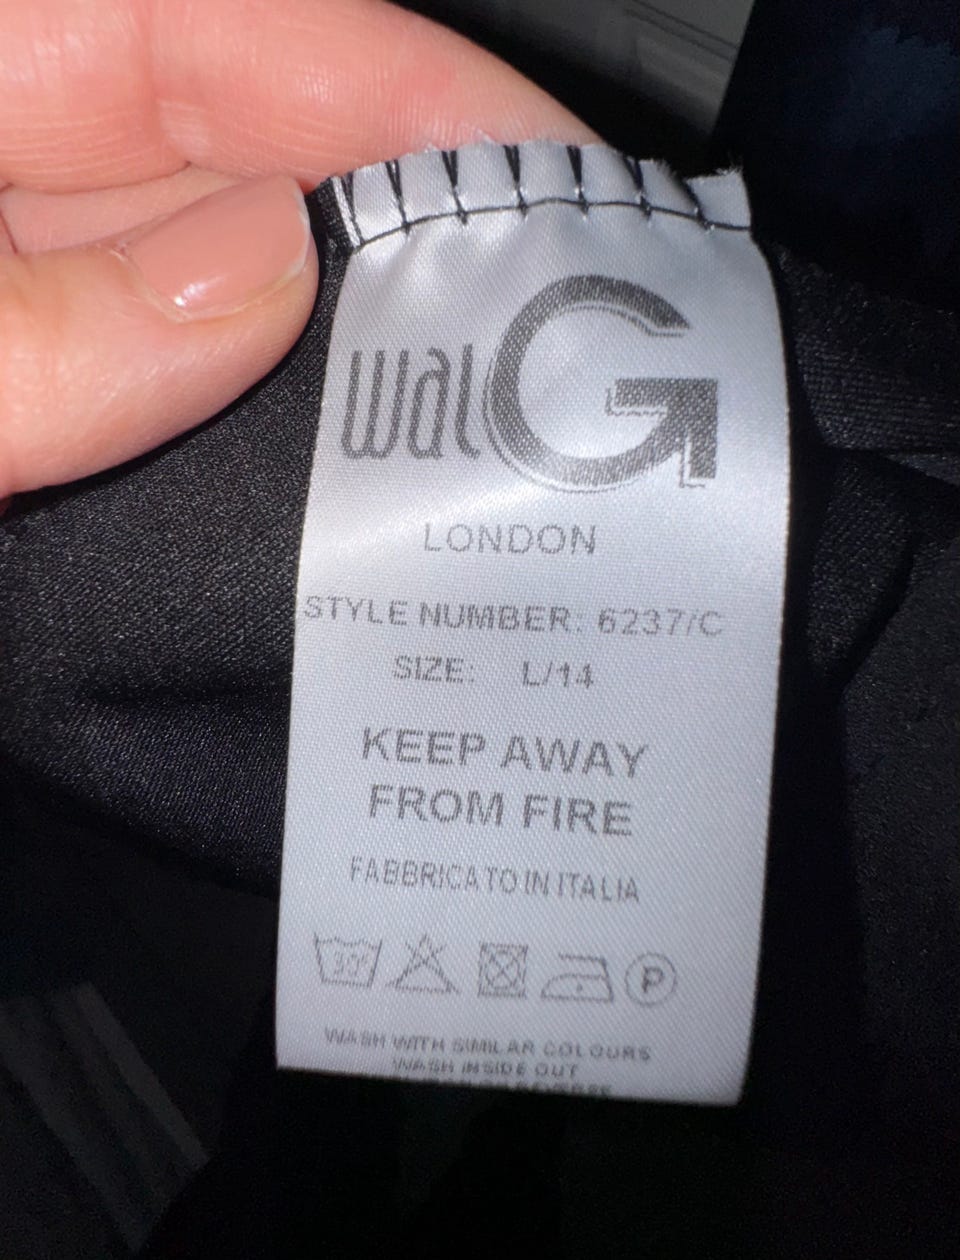 wal G
LONDON
STYLE NUMBER: 6237/C
SIZE: L/14
KEEP AWAY
FROM FIRE
FABBRICATO IN ITALIA
30° P
WASH WITH SIMILAR COLOURS
WASH INSIDE OUT